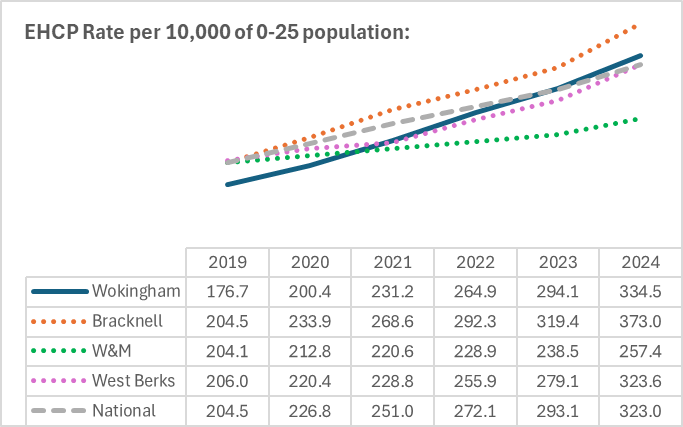 EHCP Rate per 10,000 of 0-25 population:
2019 2020 2021 2022 2023 2024
Wokingham 176.7 200.4 231.2 264.9 294.1 334.5
Bracknell 204.5 233.9 268.6 292.3 319.4 373.0
W&M 204.1 212.8 220.6 228.9 238.5 257.4
West Berks 206.0 220.4 228.8 255.9 279.1 323.6
National 204.5 226.8 251.0 272.1 293.1 323.0